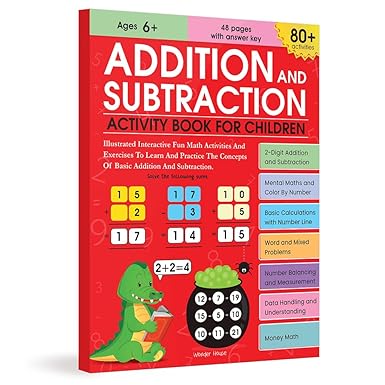 Ages 6+
48 pages
with answer key
80+
activities
ADDITION AND
SUBTRACTION
ACTIVITY BOOK FOR CHILDREN
Illustrated Interactive Fun Math Activities And
Exercises To Learn And Practice The Concepts
Of Basic Addition And Subtraction.
Solve the following sums.
1 5
+ 2
1 7
1 7
- 3
1 4
1 0
+ 5
1 5
2+2=4
12 + 7 = 19
13 + 2 = 15
10 + 11 = 21
Wonder House
2-Digit Addition
and Subtraction
Mental Maths and
Color By Number
Basic Calculations
with Number Line
Word and Mixed
Problems
Number Balancing
and Measurement
Data Handling and
Understanding
Money Math